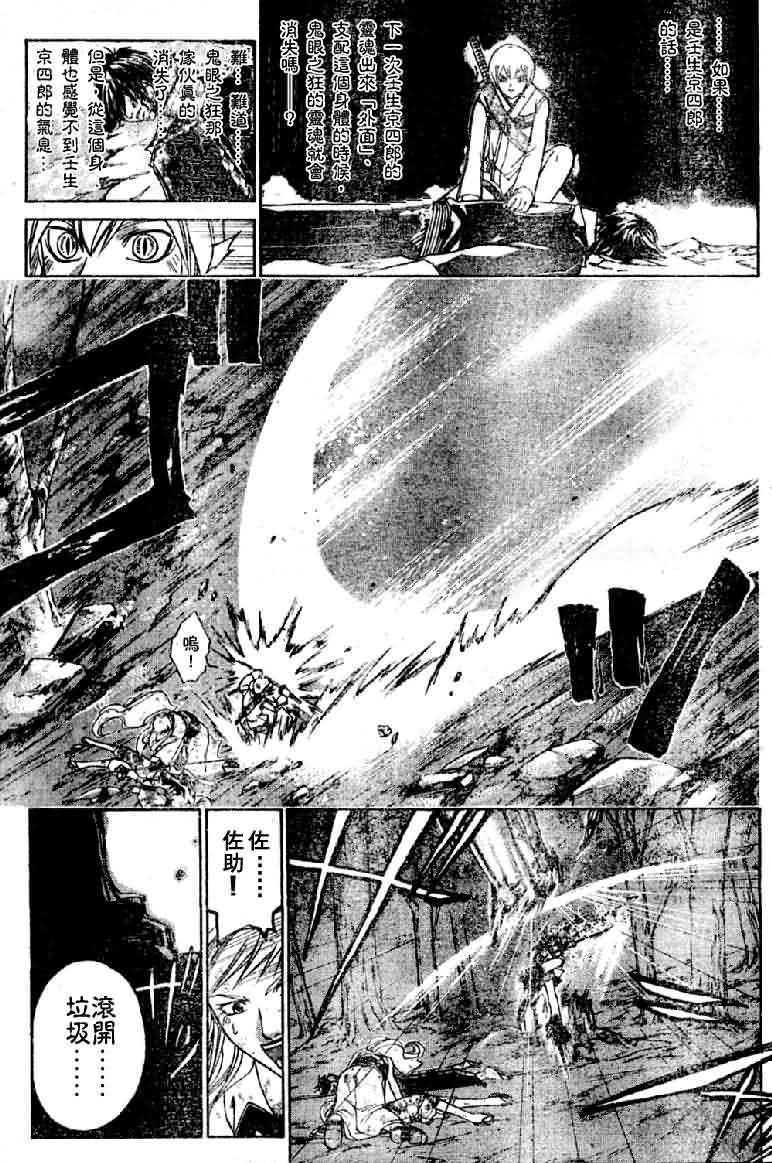 ……如果……
是壬生京四郎
的話……
下一次壬生京四郎的
靈魂出來「外面」、
支配這個身體的時候，
鬼眼之狂的靈魂就會
消失嗎——？
難…難道……
鬼眼之狂那
傢伙真的
消失了……
但是，從這個身
體也感覺不到壬生
京四郎的氣息…
嗚！
佐……
佐助！
滾開……
垃圾……